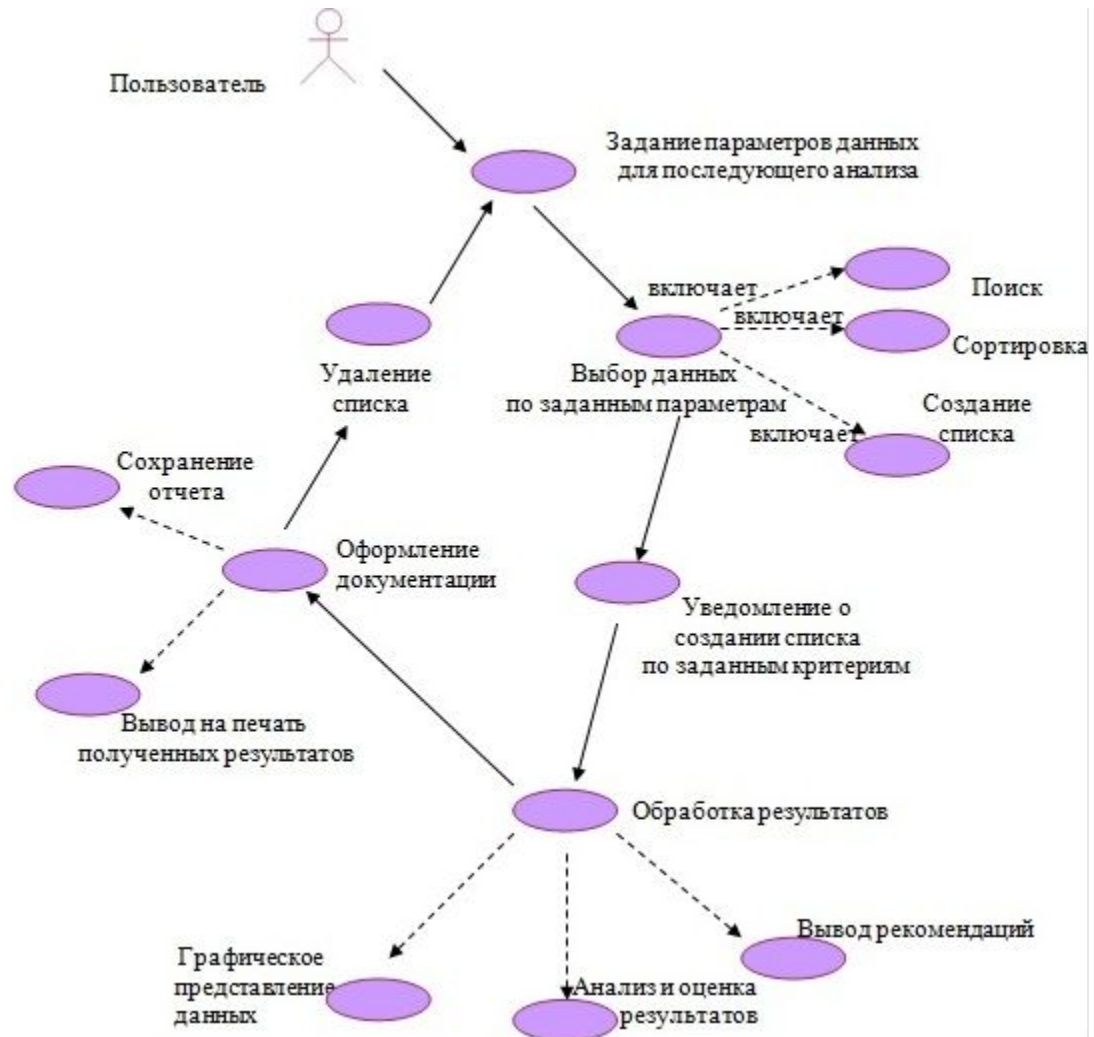 Пользователь
Задание параметров данных
для последующего анализа
включает
Поиск
включает
Сортировка
Удаление
списка
Выбор данных
по заданным параметрам
включает
Создание
списка
Сохранение
отчета
Оформление
документации
Уведомление о
создании списка
по заданным критериям
Вывод на печать
полученных результатов
Обработка результатов
Вывод рекомендаций
Графическое
представление
данных
Анализ и оценка
результатов